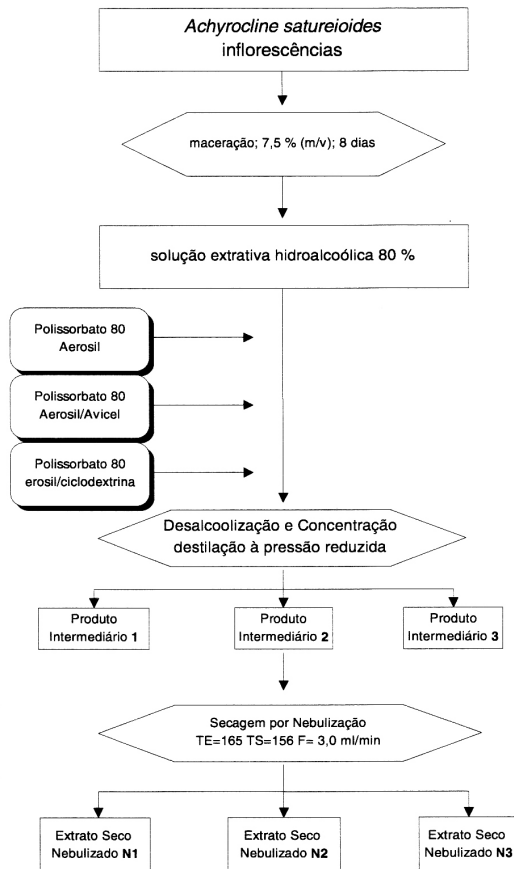 Achyrocline satureioides
inflorescências
maceração; 7,5 % (m/v); 8 dias
solução extrativa hidroalcoólica 80 %
Polissorbato 80
Aerosil
Polissorbato 80
Aerosil/Avicel
Polissorbato 80
erosil/ciclodextrina
Desalcoolização e Concentração
destilação à pressão reduzida
Produto
Intermediário 1
Produto
Intermediário 2
Produto
Intermediário 3
Secagem por Nebulização
TE=165 TS=156 F= 3,0 ml/min
Extrato Seco
Nebulizado N1
Extrato Seco
Nebulizado N2
Extrato Seco
Nebulizado N3